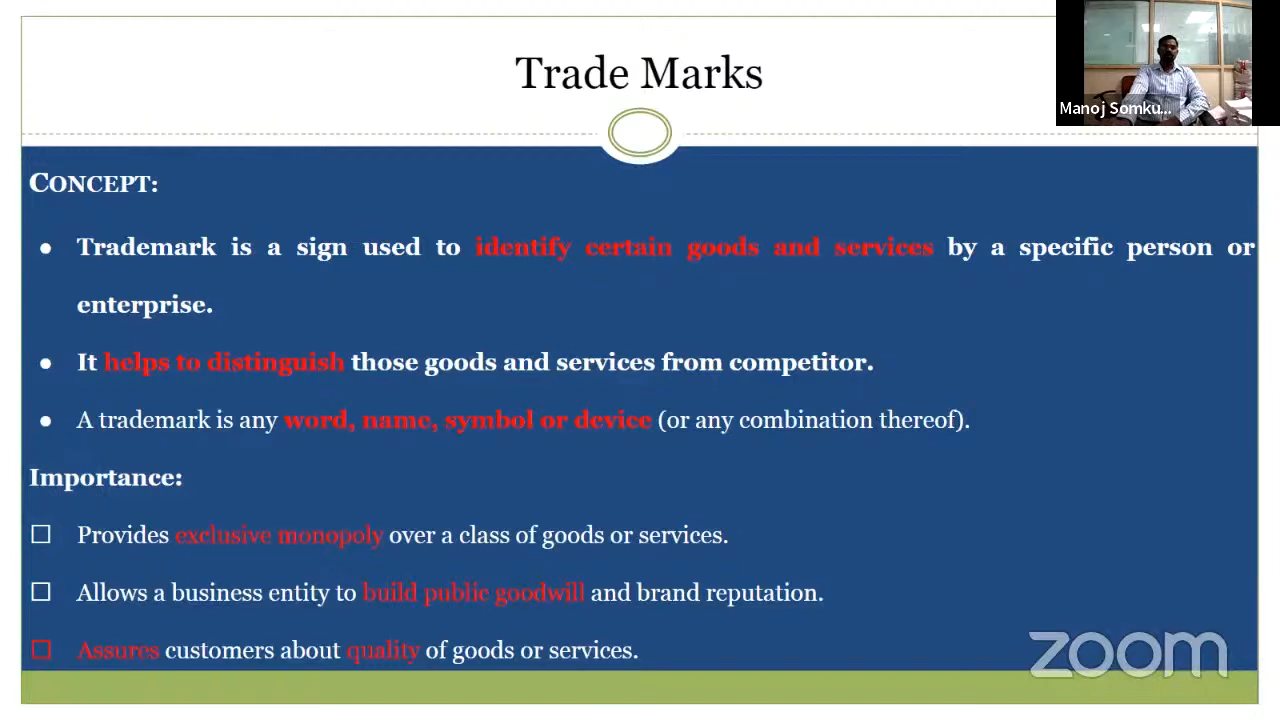 Trade Marks
Manoj Somku...
CONCEPT:
● Trademark is a sign used to identify certain goods and services by a specific person or
enterprise.
● It helps to distinguish those goods and services from competitor.
● A trademark is any word, name, symbol or device (or any combination thereof).
Importance:
☐ Provides exclusive monopoly over a class of goods or services.
☐ Allows a business entity to build public goodwill and brand reputation.
☐ Assures customers about quality of goods or services.
zoom